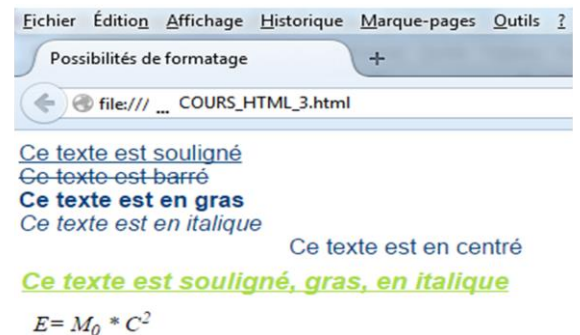 Fichier Édition Affichage Historique Marque-pages Outils ?
Possibilités de formatage +
file:/// ... COURS_HTML_3.html
Ce texte est souligné
Ce texte est barré
Ce texte est en gras
Ce texte est en italique
Ce texte est en centré
Ce texte est souligné, gras, en italique
E= M₀ * C²